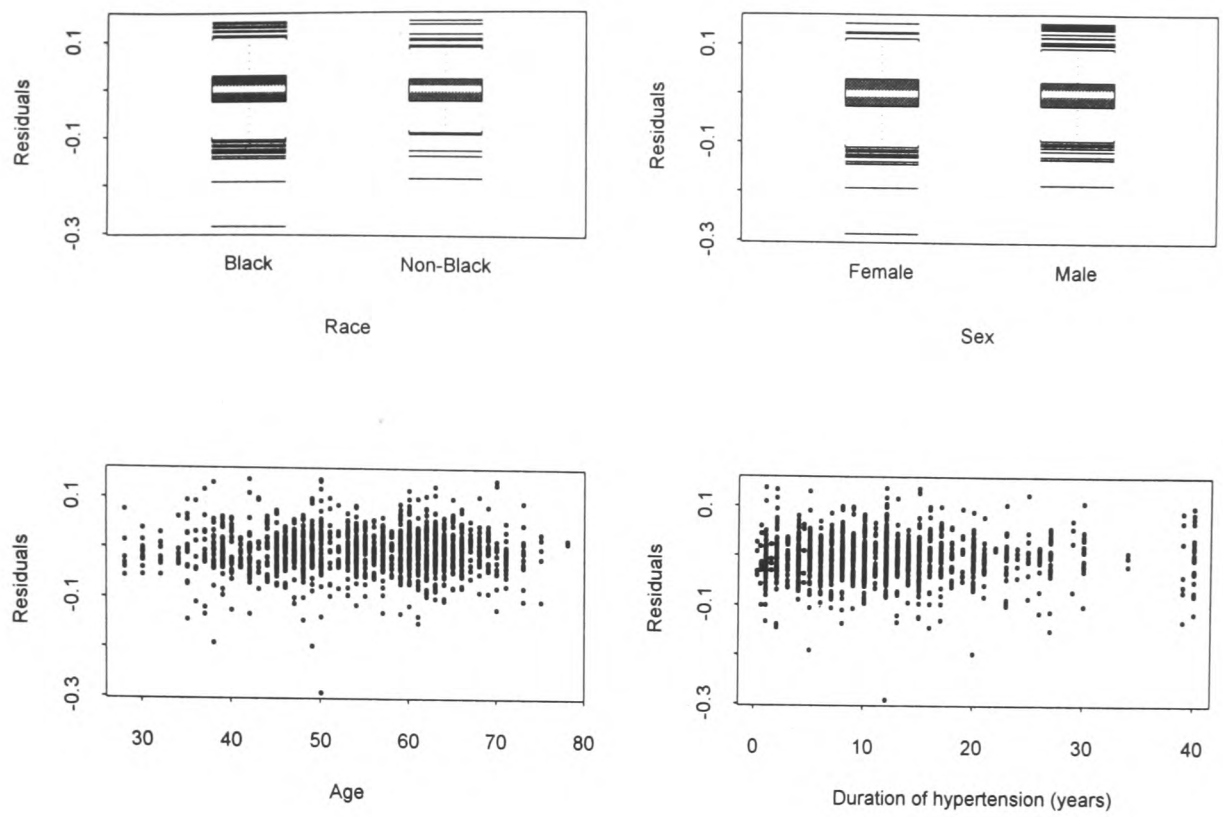 Residuals
0.1
-0.1
-0.3
Black
Non-Black
Race
Residuals
0.1
-0.1
-0.3
Female
Male
Sex
Residuals
0.1
-0.1
-0.3
30 40 50 60 70 80
Age
Residuals
0.1
-0.1
-0.3
0 10 20 30 40
Duration of hypertension (years)